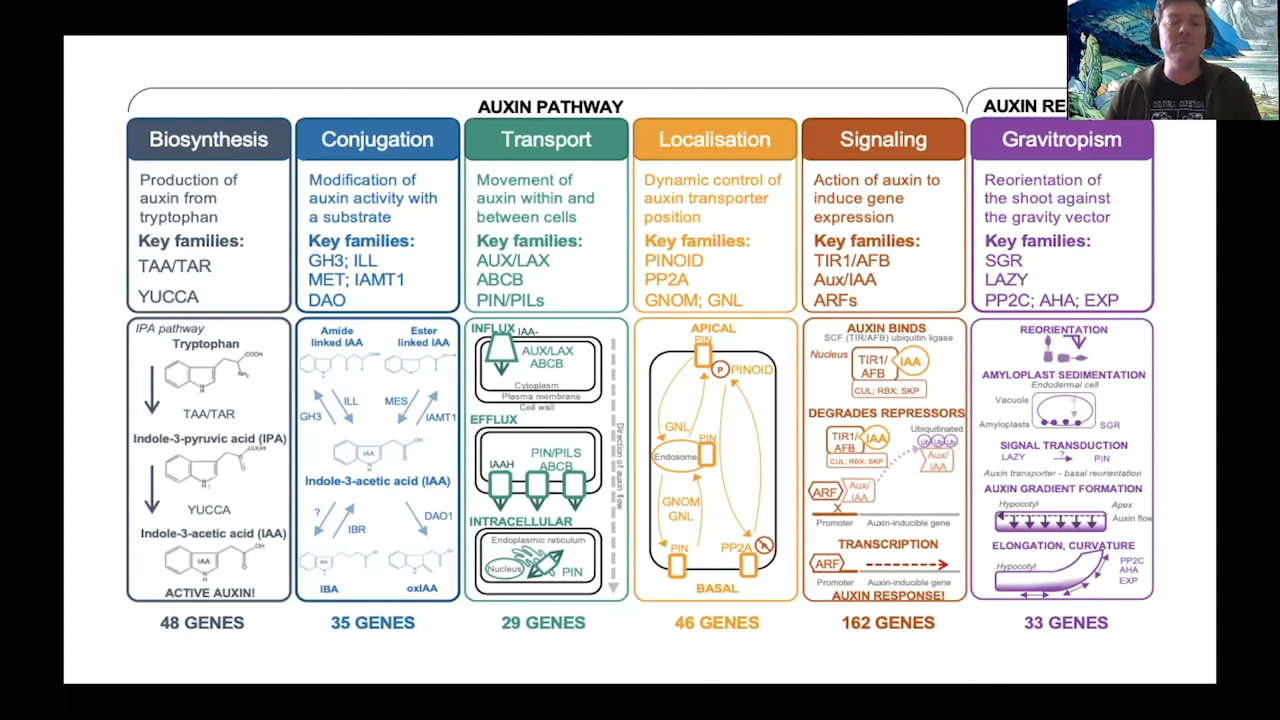 AUXIN PATHWAY
AUXIN RE
Biosynthesis
Production of
auxin from
tryptophan
Key families:
TAA/TAR
YUCCA
IPA pathway
Tryptophan
COOH
NH₂
TAA/TAR
Indole-3-pyruvic acid (IPA)
COOH
YUCCA
Indole-3-acetic acid (IAA)
OH
IAA
ACTIVE AUXIN!
48 GENES
Conjugation
Modification of
auxin activity with
a substrate
Key families:
GH3; ILL
MET; IAMT1
DAO
Amide
linked IAA
Ester
linked IAA
ILL
MES
GH3
IAMT1
OH
IAA
Indole-3-acetic acid (IAA)
?
IBR
DAO1
IBA
oxIAA
35 GENES
Transport
Movement of
auxin within and
between cells
Key families:
AUX/LAX
ABCB
PIN/PILs
INFLUX
IAA-
AUX/LAX
ABCB
Cytoplasm
Plasma membrane
Cell wall
EFFLUX
PIN/PILS
IAAH
ABCB
Direction of auxin flow
INTRACELLULAR
Endoplasmic reticulum
Nucleus
PIN
29 GENES
Localisation
Dynamic control of
auxin transporter
position
Key families:
PINOID
PP2A
GNOM; GNL
APICAL
PIN
P
PINOID
GNL
PIN
Endosome
GNOM
GNL
PIN
PP2A
BASAL
46 GENES
Signaling
Action of auxin to
induce gene
expression
Key families:
TIR1/AFB
Aux/IAA
ARFs
AUXIN BINDS
SCF (TIR/AFB) ubiquitin ligase
Nucleus
TIR1/
AFB
IAA
CUL; RBX; SKP
DEGRADES REPRESSORS
Ubiquitinated
TIR1/
AFB
IAA
Ub
Ub
Ub
CUL; RBX; SKP
Aux/
IAA
ARF
Aux/
IAA
X
Promoter
Auxin-inducible gene
TRANSCRIPTION
ARF
Promoter
Auxin-inducible gene
AUXIN RESPONSE!
162 GENES
Gravitropism
Reorientation of
the shoot against
the gravity vector
Key families:
SGR
LAZY
PP2C; AHA; EXP
REORIENTATION
AMYLOPLAST SEDIMENTATION
Endodermal cell
Vacuole
Amyloplasts
SGR
SIGNAL TRANSDUCTION
LAZY
?
PIN
Auxin transporter - basal reorientation
AUXIN GRADIENT FORMATION
Hypocotyl
Apex
Auxin flow
ELONGATION, CURVATURE
Hypocotyl
PP2C
AHA
EXP
33 GENES